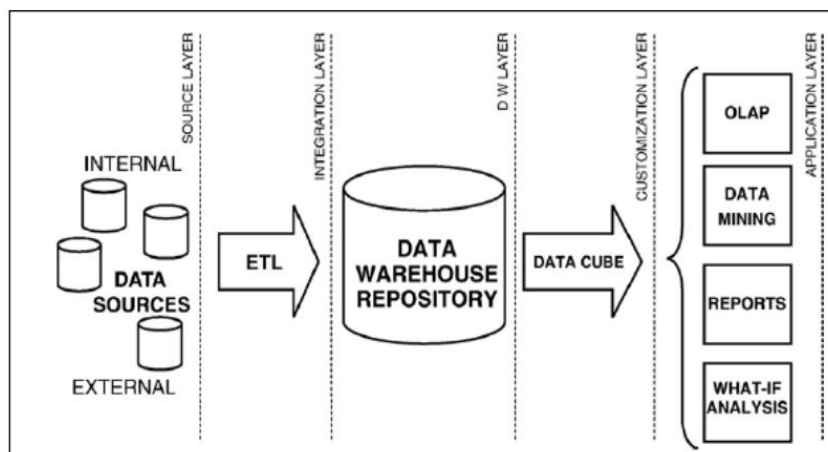 SOURCE LAYER
INTEGRATION LAYER
D W LAYER
CUSTOMIZATION LAYER
APPLICATION LAYER
INTERNAL
DATA
SOURCES
EXTERNAL
ETL
DATA
WAREHOUSE
REPOSITORY
DATA CUBE
OLAP
DATA
MINING
REPORTS
WHAT-IF
ANALYSIS